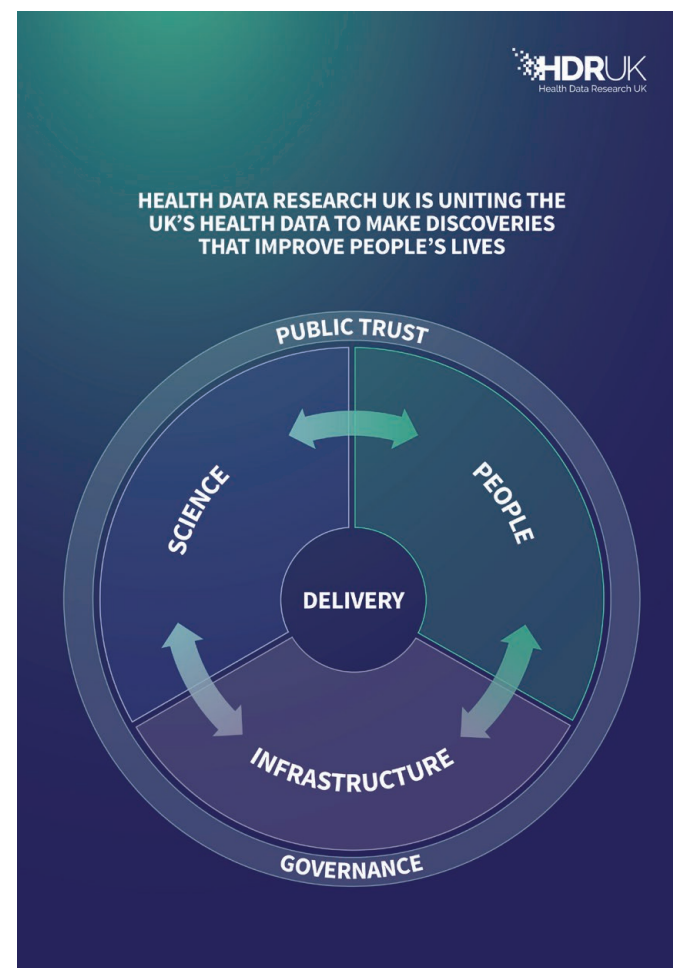 HDRUK
Health Data Research UK
HEALTH DATA RESEARCH UK IS UNITING THE
UK’S HEALTH DATA TO MAKE DISCOVERIES
THAT IMPROVE PEOPLE’S LIVES
PUBLIC TRUST
SCIENCE
PEOPLE
DELIVERY
INFRASTRUCTURE
GOVERNANCE